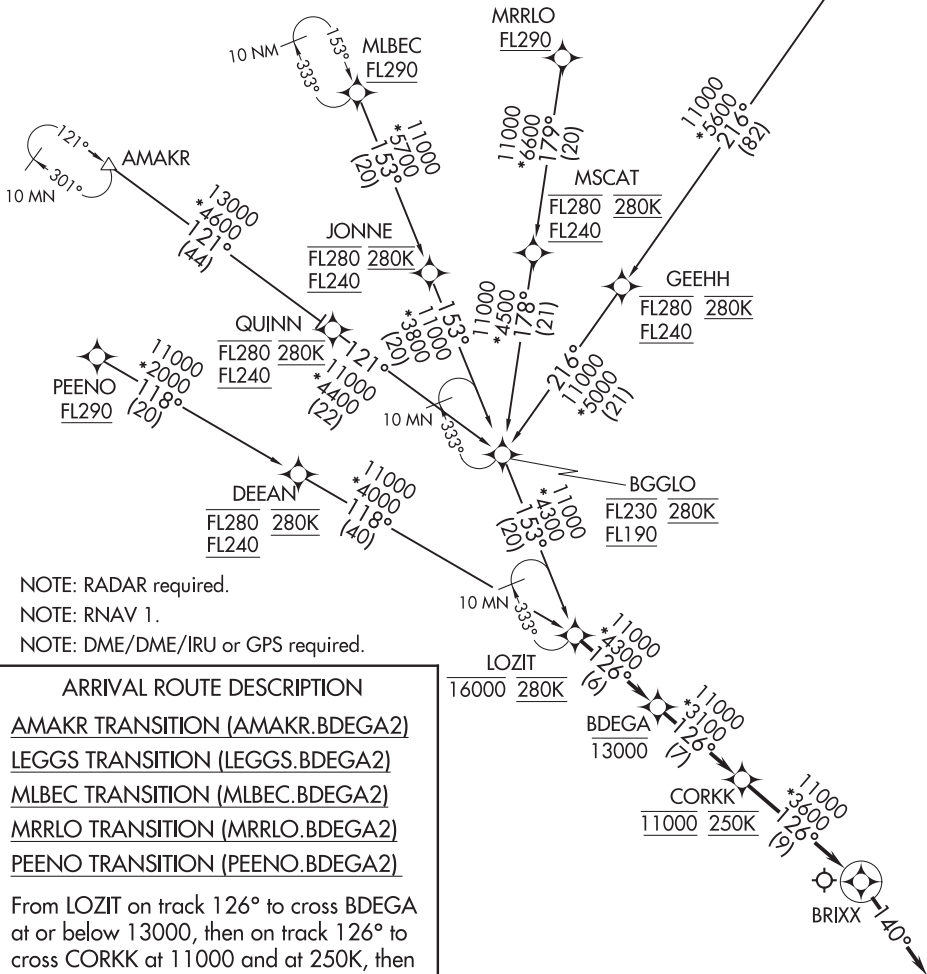 MRRLO
FL290
MLBEC
FL290
10 NM
153°
333°
11000
*5600
216°
(82)
11000
*6600
179°
(20)
11000
*5700
153°
(20)
121°
301°
10 MN
AMAKR
MSCAT
FL280 280K
FL240
13000
*4600
121°
(44)
JONNE
FL280 280K
FL240
GEEHH
FL280 280K
FL240
11000
*4500
178°
(21)
QUINN
FL280 280K
FL240
153°
11000
*3800
(20)
216°
11000
*5000
(21)
121°
11000
*4400
(22)
PEENO
FL290
11000
*2000
118°
(20)
10 MN
333°
BGGLO
FL230 280K
FL190
DEEAN
FL280 280K
FL240
11000
*4000
118°
(40)
11000
*4300
153°
(20)
NOTE: RADAR required.
NOTE: RNAV 1.
NOTE: DME/DME/IRU or GPS required.
10 MN
333°
LOZIT
16000 280K
11000
*4300
126°
(6)
BDEGA
13000
11000
*3100
126°
(7)
CORKK
11000 250K
11000
*3600
126°
(9)
BRIXX
140°
ARRIVAL ROUTE DESCRIPTION
AMAKR TRANSITION (AMAKR.BDEGA2)
LEGGS TRANSITION (LEGGS.BDEGA2)
MLBEC TRANSITION (MLBEC.BDEGA2)
MRRLO TRANSITION (MRRLO.BDEGA2)
PEENO TRANSITION (PEENO.BDEGA2)
From LOZIT on track 126° to cross BDEGA
at or below 13000, then on track 126° to
cross CORKK at 11000 and at 250K, then